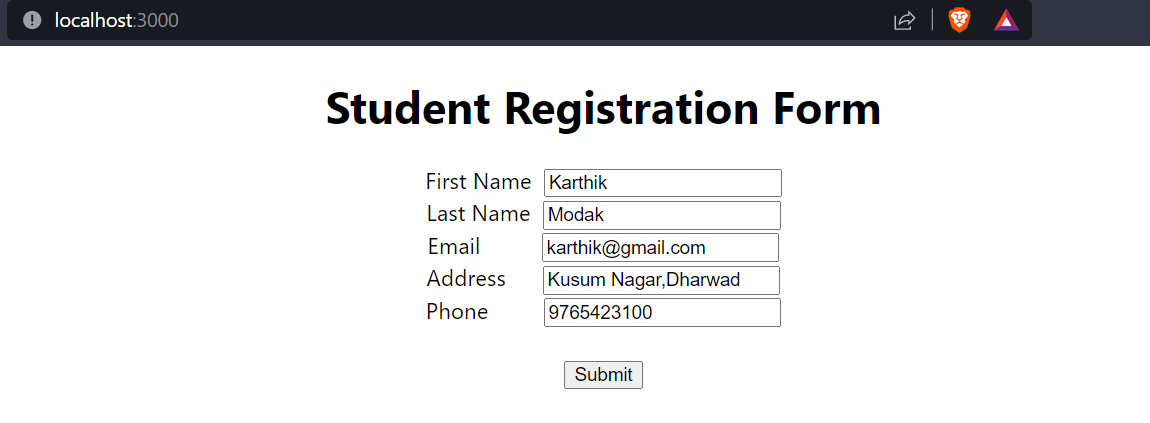 localhost:3000
Student Registration Form
First Name Karthik
Last Name Modak
Email karthik@gmail.com
Address Kusum Nagar,Dharwad
Phone 9765423100
Submit